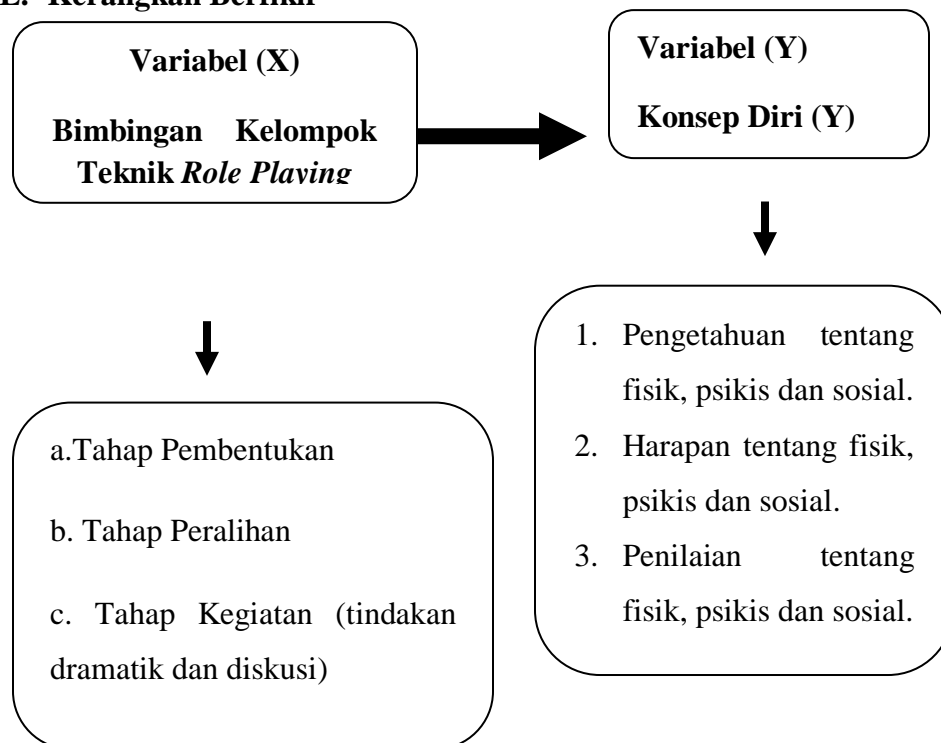 E. Kerangkan Berfikir
Variabel (X)
Bimbingan Kelompok
Teknik Role Playing
Variabel (Y)
Konsep Diri (Y)
1. Pengetahuan tentang
fisik, psikis dan sosial.
2. Harapan tentang fisik,
psikis dan sosial.
3. Penilaian tentang
fisik, psikis dan sosial.
a.Tahap Pembentukan
b. Tahap Peralihan
c. Tahap Kegiatan (tindakan
dramatik dan diskusi)